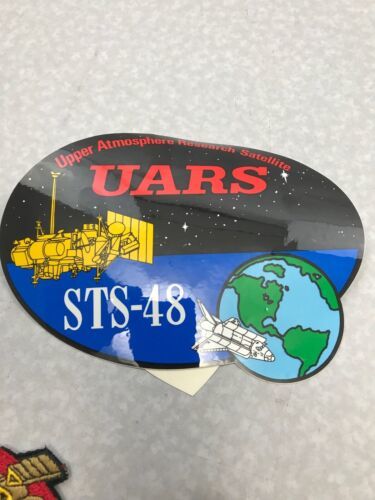 Upper Atmosphere Research Satellite
UARS
STS-48